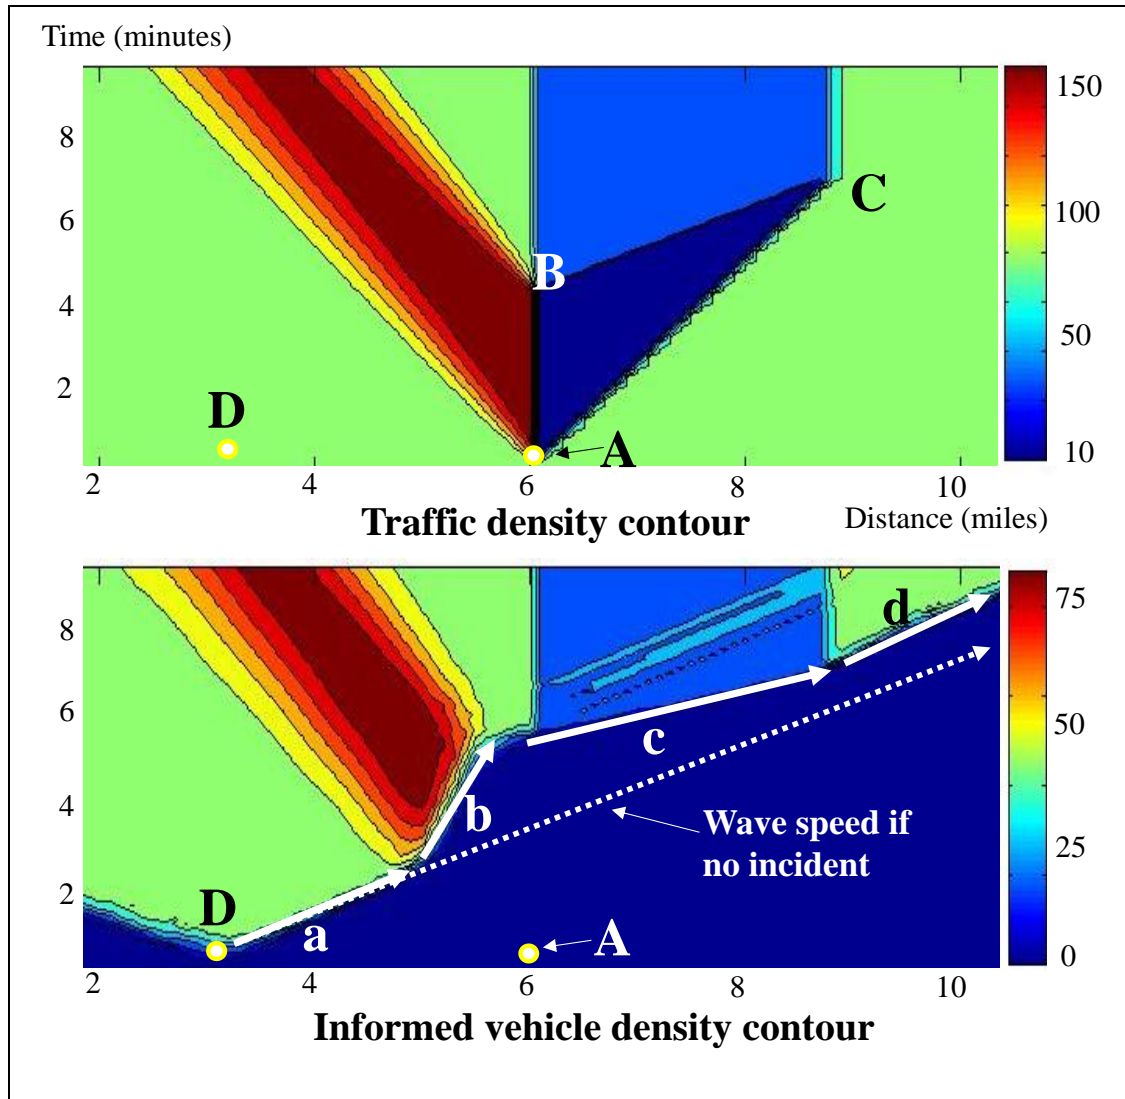 Time (minutes)
150
8
C
6
100
B
4
50
2
D
A
10
2
4
6
8
10
Traffic density contour
Distance (miles)
75
d
8
6
50
c
4
b
Wave speed if
no incident
25
2
D
a
A
0
2
4
6
8
10
Informed vehicle density contour